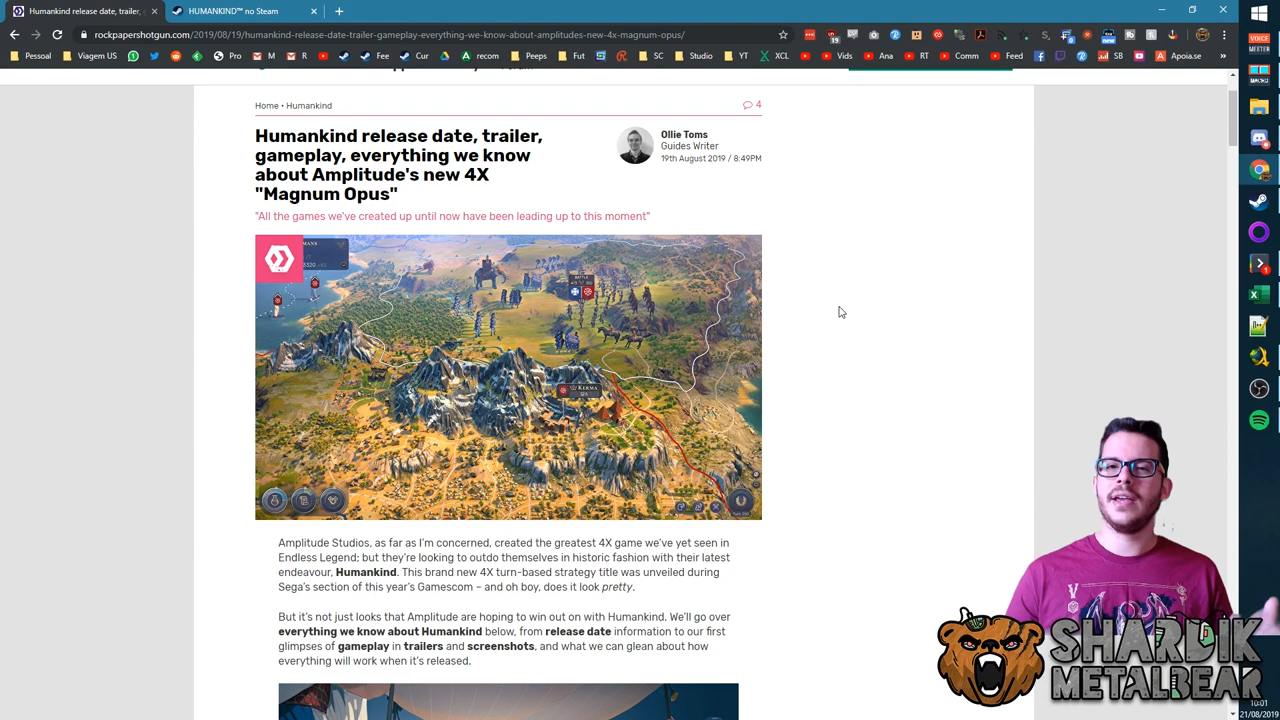 Humankind release date, trailer, g
HUMANKIND™ no Steam
rockpapershotgun.com/2019/08/19/humankind-release-date-trailer-gameplay-everything-we-know-about-amplitudes-new-4x-magnum-opus/
Pessoal
Viagem US
Pro
M
R
Fee
Cur
recom
Peeps
Fut
SC
Studio
YT
XCL
Vids
Ana
RT
Comm
Feed
SB
Apoia.se
Home • Humankind
4
Humankind release date, trailer,
gameplay, everything we know
about Amplitude's new 4X
"Magnum Opus"
Ollie Toms
Guides Writer
19th August 2019 / 8:49PM
"All the games we've created up until now have been leading up to this moment"
BATTLE
KERMA
Amplitude Studios, as far as I'm concerned, created the greatest 4X game we've yet seen in
Endless Legend; but they're looking to outdo themselves in historic fashion with their latest
endeavour, Humankind. This brand new 4X turn-based strategy title was unveiled during
Sega's section of this year's Gamescom – and oh boy, does it look pretty.
But it's not just looks that Amplitude are hoping to win out on with Humankind. We'll go over
everything we know about Humankind below, from release date information to our first
glimpses of gameplay in trailers and screenshots, and what we can glean about how
everything will work when it's released.
SHARDIK
METALBEAR
10:01
21/08/2019